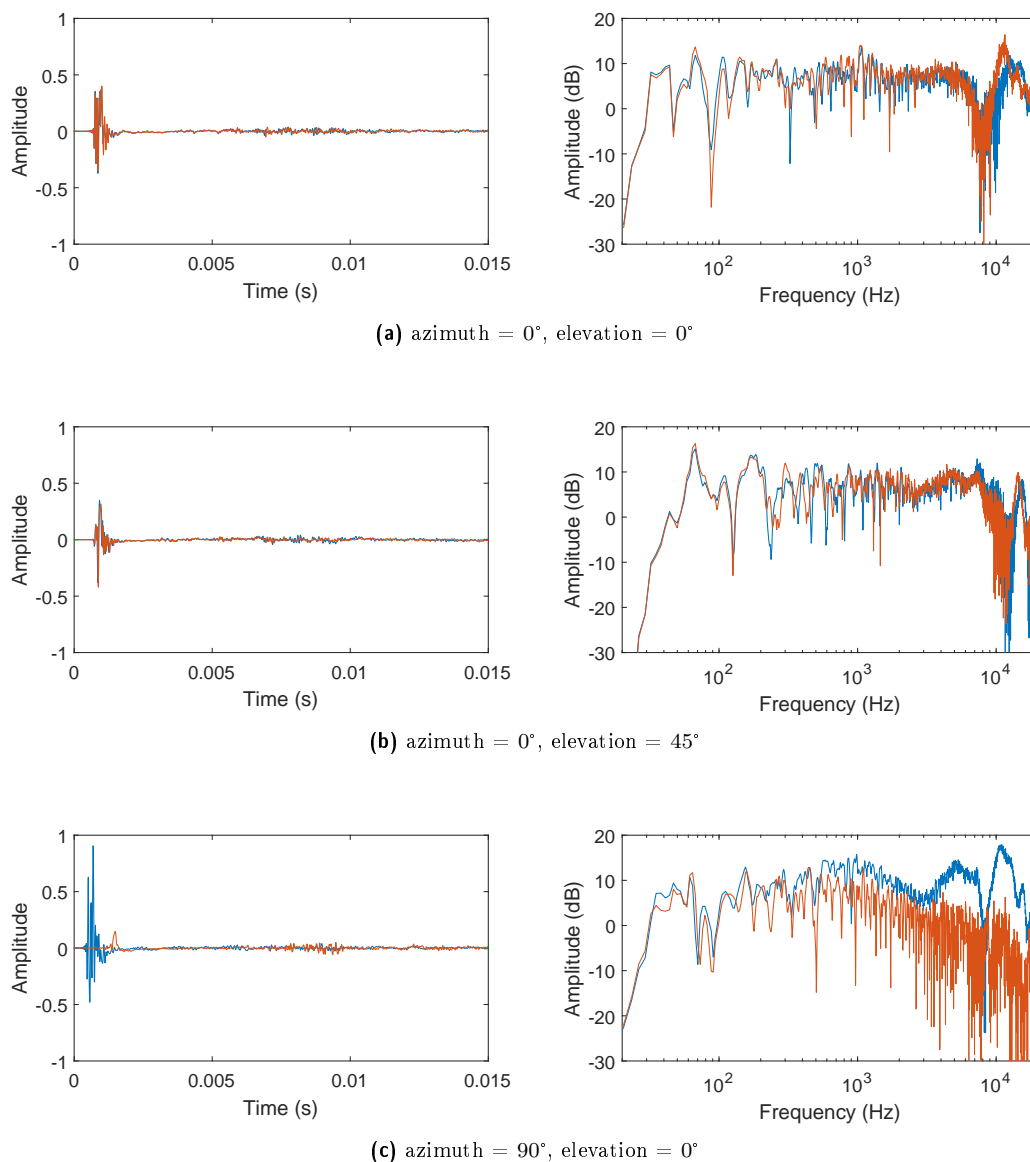 1
0.5
0
-0.5
-1
Amplitude
0 0.005 0.01 0.015
Time (s)
20
10
0
-10
-20
-30
Amplitude (dB)
10² 10³ 10⁴
Frequency (Hz)
(a) azimuth = 0°, elevation = 0°
1
0.5
0
-0.5
-1
Amplitude
0 0.005 0.01 0.015
Time (s)
20
10
0
-10
-20
-30
Amplitude (dB)
10² 10³ 10⁴
Frequency (Hz)
(b) azimuth = 0°, elevation = 45°
1
0.5
0
-0.5
-1
Amplitude
0 0.005 0.01 0.015
Time (s)
20
10
0
-10
-20
-30
Amplitude (dB)
10² 10³ 10⁴
Frequency (Hz)
(c) azimuth = 90°, elevation = 0°